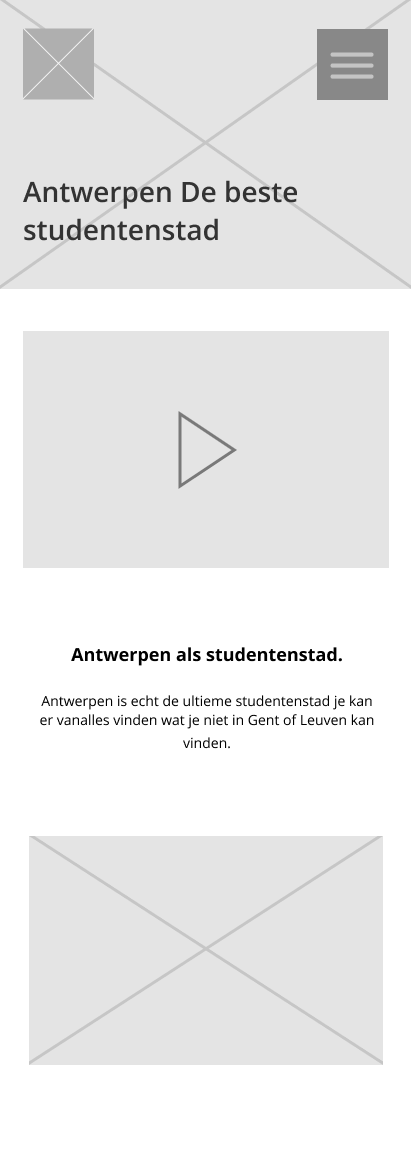 Antwerpen De beste
studentenstad
Antwerpen als studentenstad.
Antwerpen is echt de ultieme studentenstad je kan
er vanalles vinden wat je niet in Gent of Leuven kan
vinden.